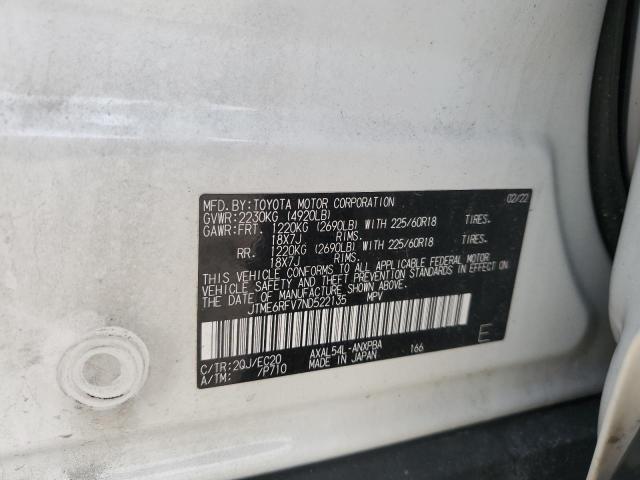 MFD.BY:TOYOTA MOTOR CORPORATION 02/22
GVWR:2230KG (4920LB)
GAWR:FRT. 1220KG (2690LB) WITH 225/60R18 TIRES.
18X7J RIMS.
RR. 1220KG (2690LB) WITH 225/60R18 TIRES.
18X7J RIMS.
THIS VEHICLE CONFORMS TO ALL APPLICABLE FEDERAL MOTOR
VEHICLE SAFETY AND THEFT PREVENTION STANDARDS IN EFFECT
ON THE DATE OF MANUFACTURE SHOWN ABOVE.
JTME6RFV7ND522135 MPV
C/TR:2QJ/EC20 AXAL54L-ANXPBA 166 E
A/TM: /P710 MADE IN JAPAN